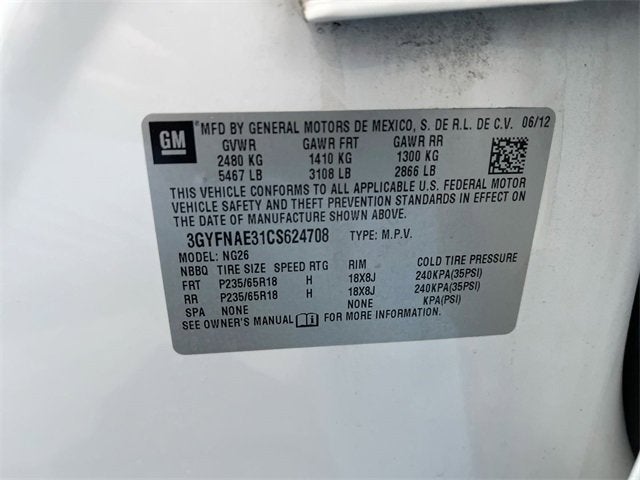 GM
MFD BY GENERAL MOTORS DE MEXICO, S. DE R.L. DE C.V. 06/12
GVWR GAWR FRT GAWR RR
2480 KG 1410 KG 1300 KG
5467 LB 3108 LB 2866 LB
THIS VEHICLE CONFORMS TO ALL APPLICABLE U.S. FEDERAL MOTOR
VEHICLE SAFETY AND THEFT PREVENTION STANDARDS IN EFFECT ON
THE DATE OF MANUFACTURE SHOWN ABOVE.
3GYFNAE31CS624708 TYPE: M.P.V.
MODEL: NG26
NBBQ TIRE SIZE SPEED RTG RIM COLD TIRE PRESSURE
FRT P235/65R18 H 18X8J 240KPA(35PSI)
RR P235/65R18 H 18X8J 240KPA(35PSI)
SPA NONE NONE KPA(PSI)
SEE OWNER'S MANUAL FOR MORE INFORMATION.